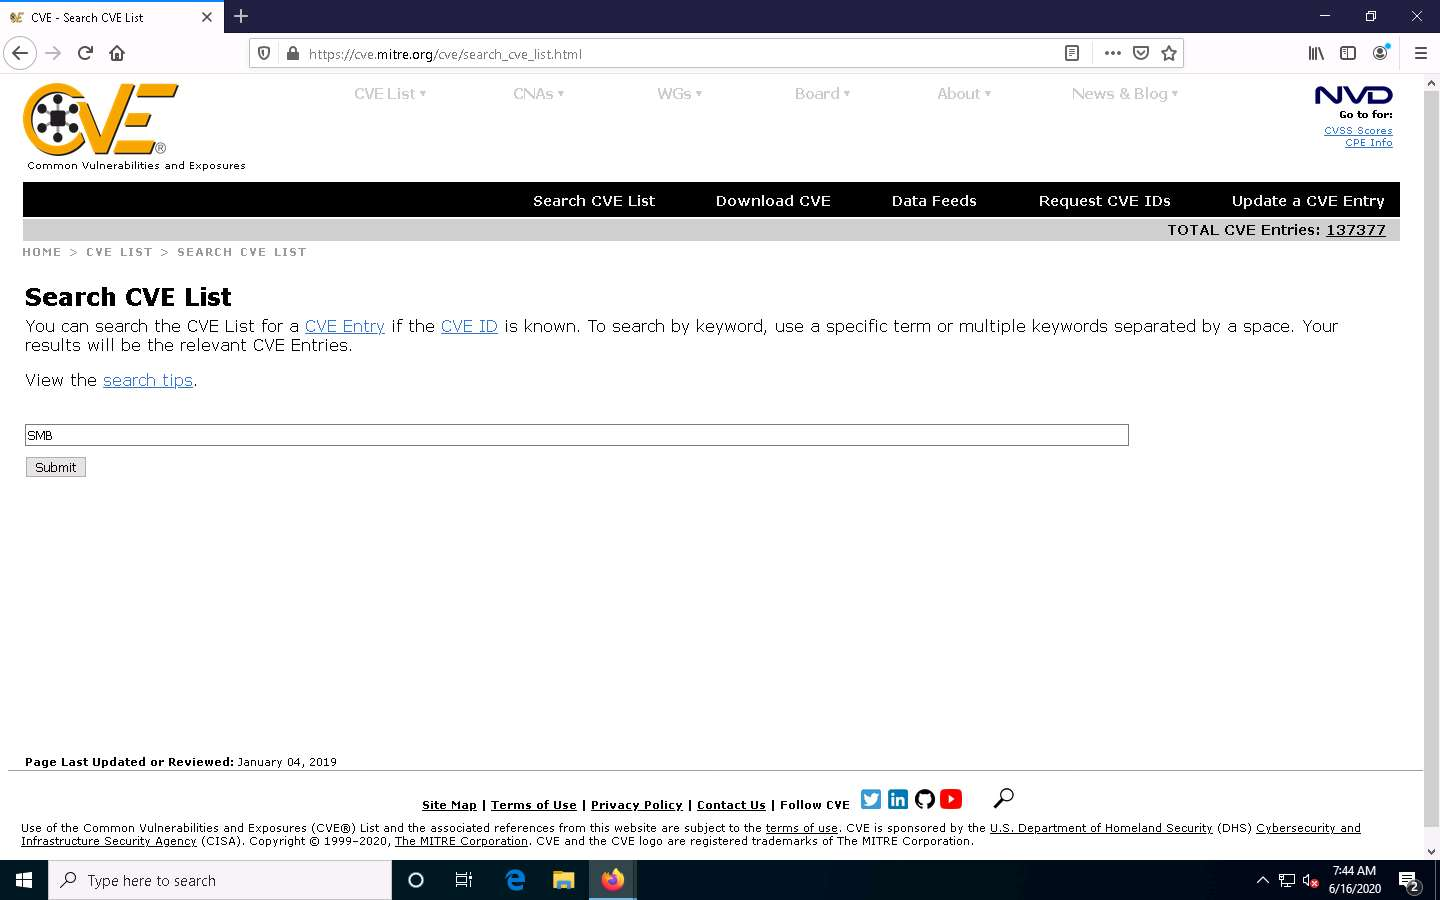 CVE - Search CVE List
https://cve.mitre.org/cve/search_cve_list.html
CVE®
Common Vulnerabilities and Exposures
CVE List ▾ CNAs ▾ WGs ▾ Board ▾ About ▾ News & Blog ▾
NVD
Go to for:
CVSS Scores
CPE Info
Search CVE List Download CVE Data Feeds Request CVE IDs Update a CVE Entry
TOTAL CVE Entries: 137377
HOME > CVE LIST > SEARCH CVE LIST
Search CVE List
You can search the CVE List for a CVE Entry if the CVE ID is known. To search by keyword, use a specific term or multiple keywords separated by a space. Your
results will be the relevant CVE Entries.
View the search tips.
SMB
Submit
Page Last Updated or Reviewed: January 04, 2019
Site Map | Terms of Use | Privacy Policy | Contact Us | Follow CVE
Use of the Common Vulnerabilities and Exposures (CVE®) List and the associated references from this website are subject to the terms of use. CVE is sponsored by the U.S. Department of Homeland Security (DHS) Cybersecurity and
Infrastructure Security Agency (CISA). Copyright © 1999–2020, The MITRE Corporation. CVE and the CVE logo are registered trademarks of The MITRE Corporation.
Type here to search
7:44 AM
6/16/2020
2